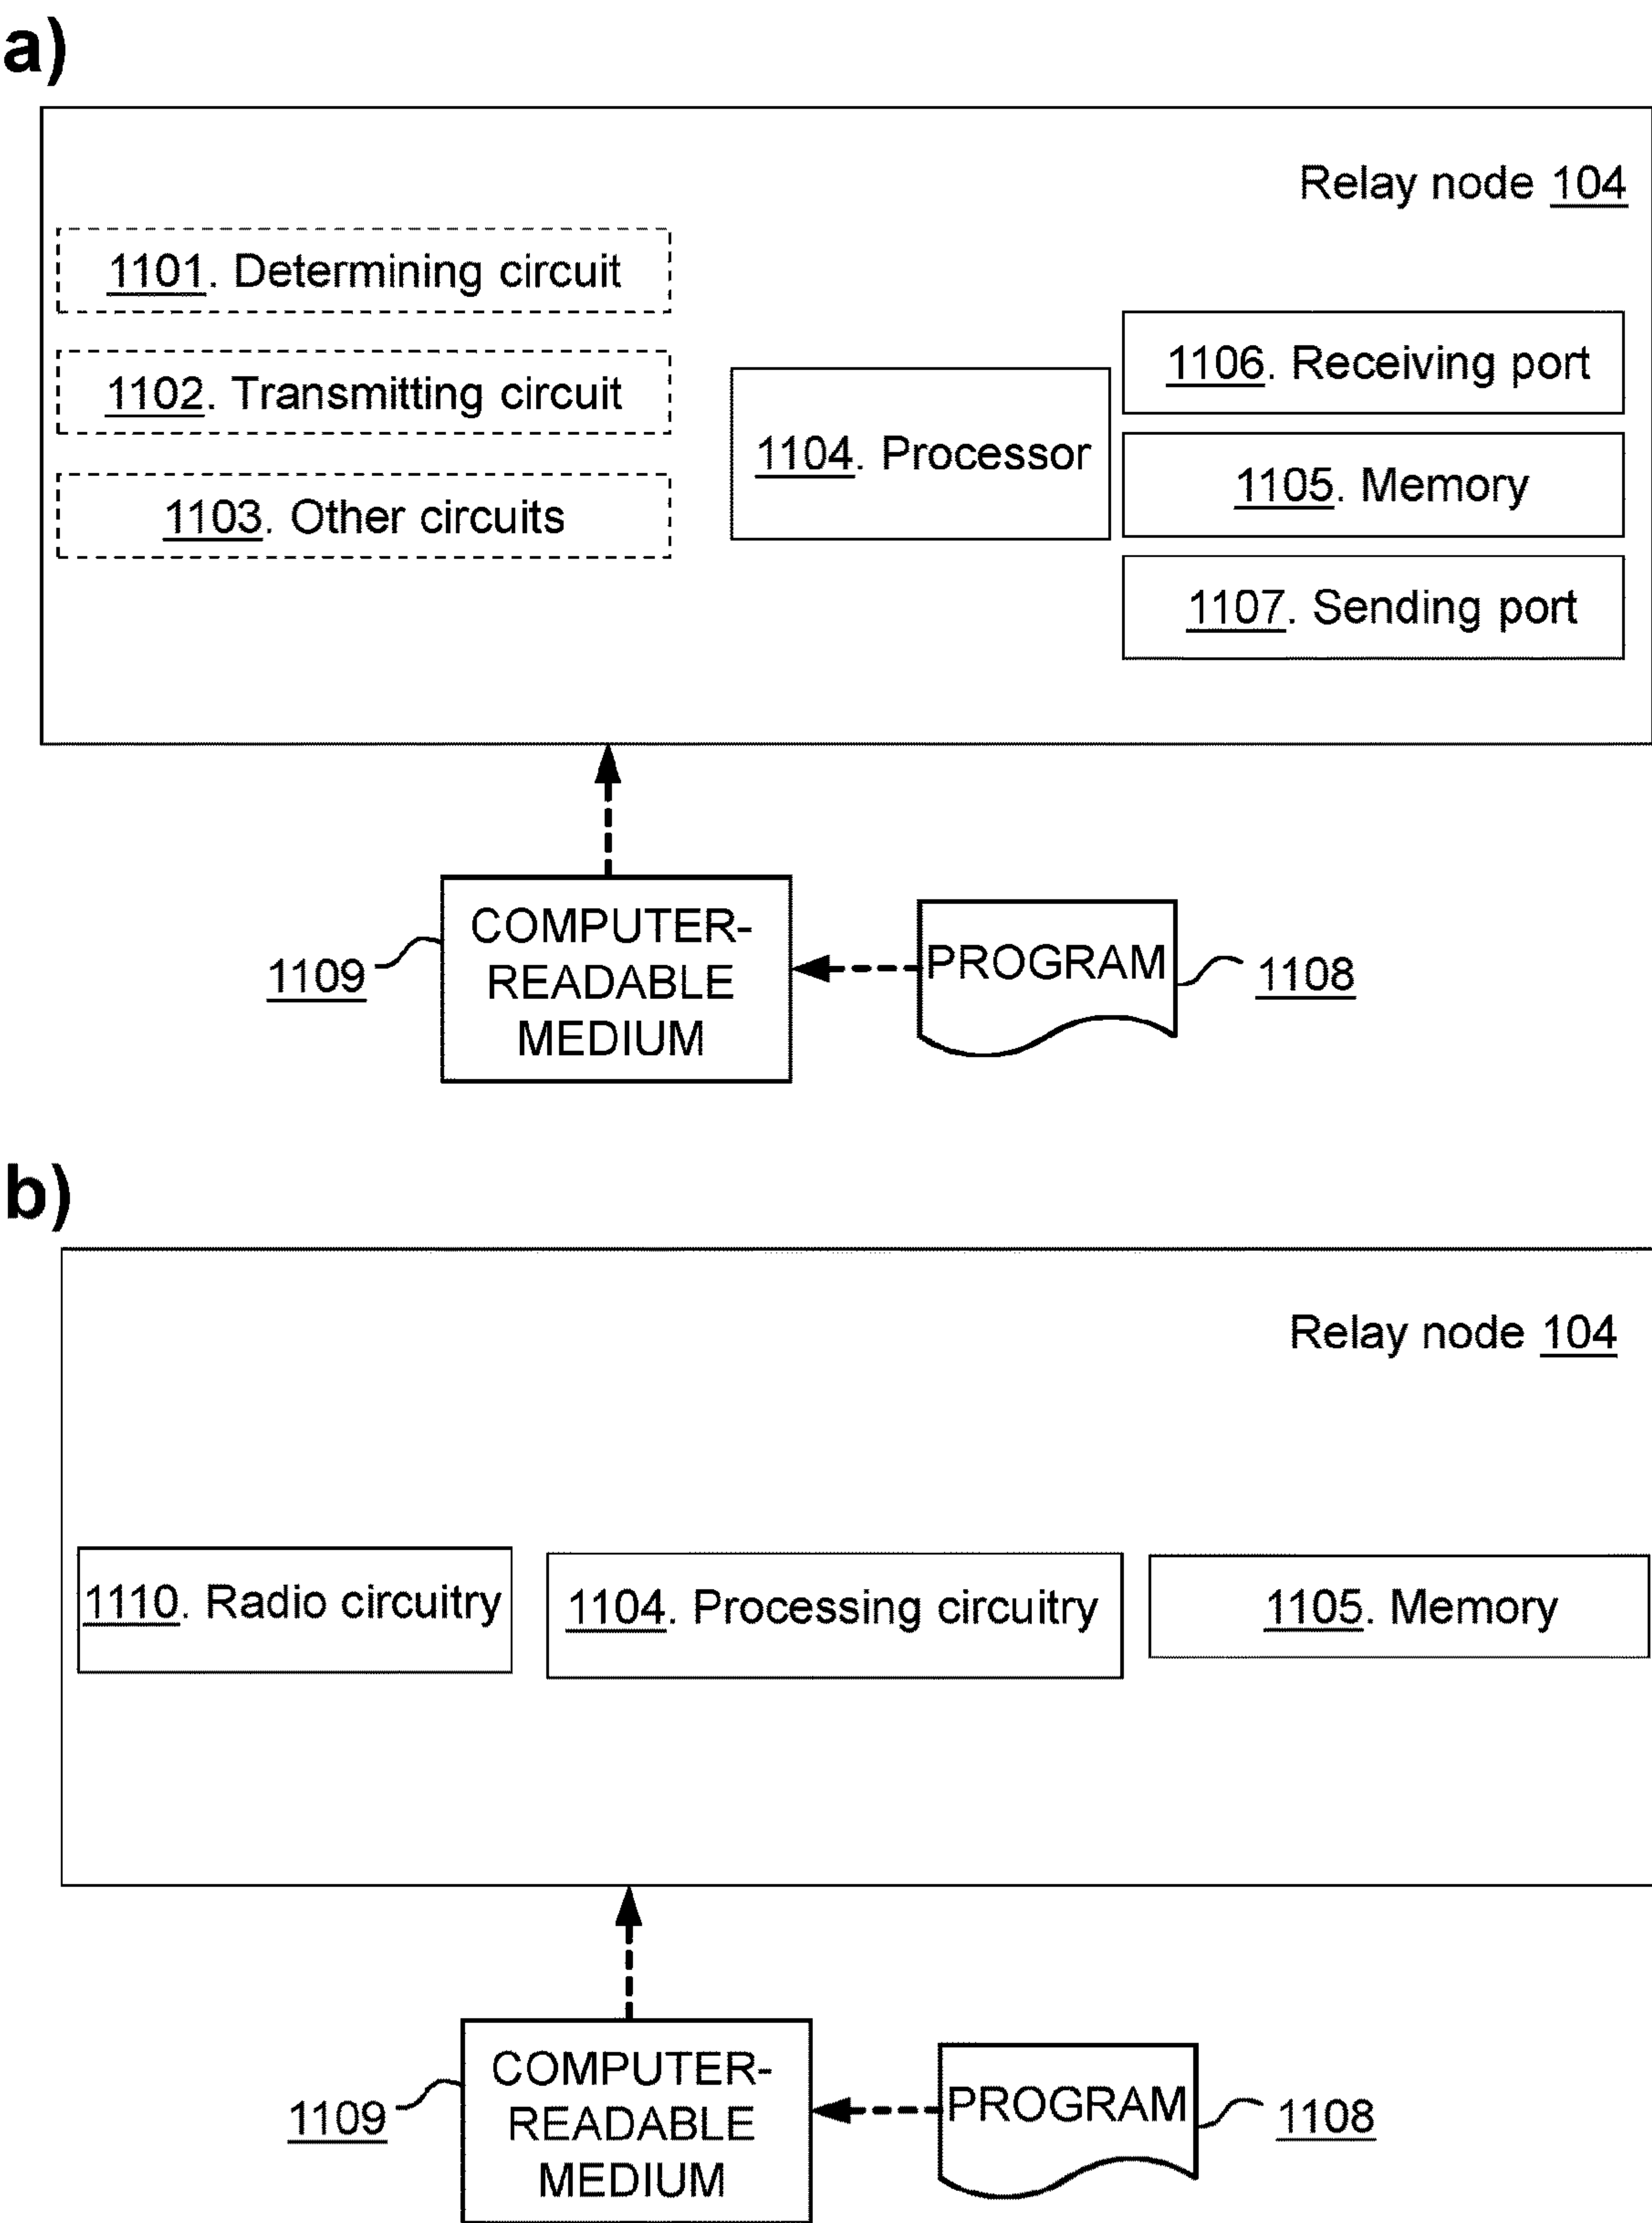 a)
Relay node 104
1101. Determining circuit
1102. Transmitting circuit
1103. Other circuits
1104. Processor
1106. Receiving port
1105. Memory
1107. Sending port
COMPUTER-
READABLE
MEDIUM
1109
PROGRAM
1108
b)
Relay node 104
1110. Radio circuitry
1104. Processing circuitry
1105. Memory
COMPUTER-
READABLE
MEDIUM
1109
PROGRAM
1108